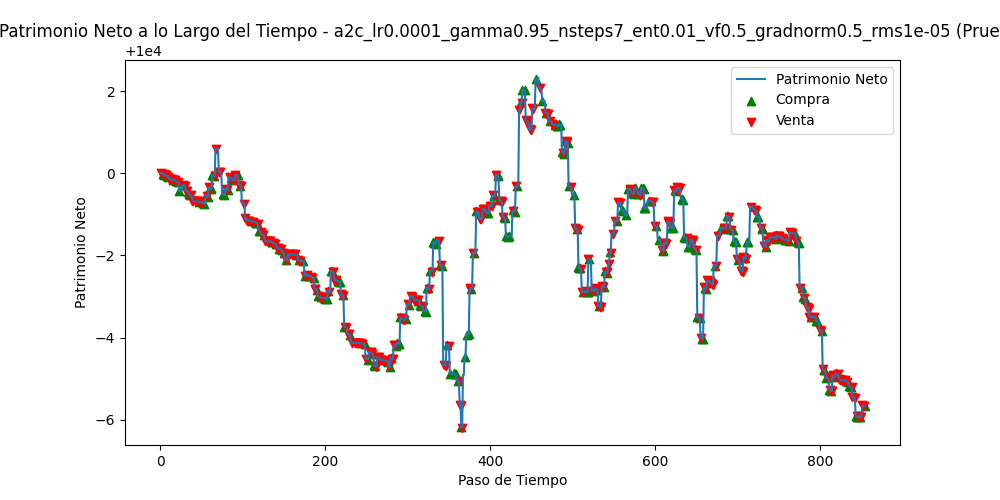 Patrimonio Neto a lo Largo del Tiempo - a2c_lr0.0001_gamma0.95_nsteps7_ent0.01_vf0.5_gradnorm0.5_rms1e-05 (Prue
+1e4
Patrimonio Neto
Compra
Venta
2
0
−2
−4
−6
Patrimonio Neto
0
200
400
600
800
Paso de Tiempo